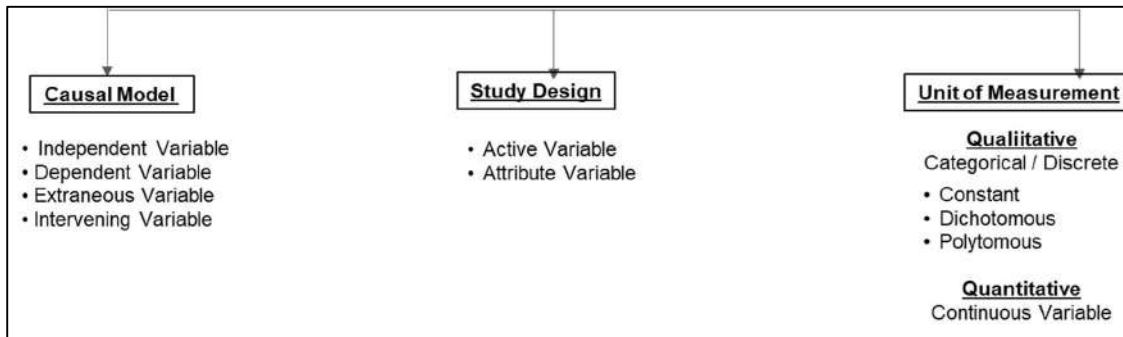 Causal Model
• Independent Variable
• Dependent Variable
• Extraneous Variable
• Intervening Variable
Study Design
• Active Variable
• Attribute Variable
Unit of Measurement
Qualiitative
Categorical / Discrete
• Constant
• Dichotomous
• Polytomous
Quantitative
Continuous Variable